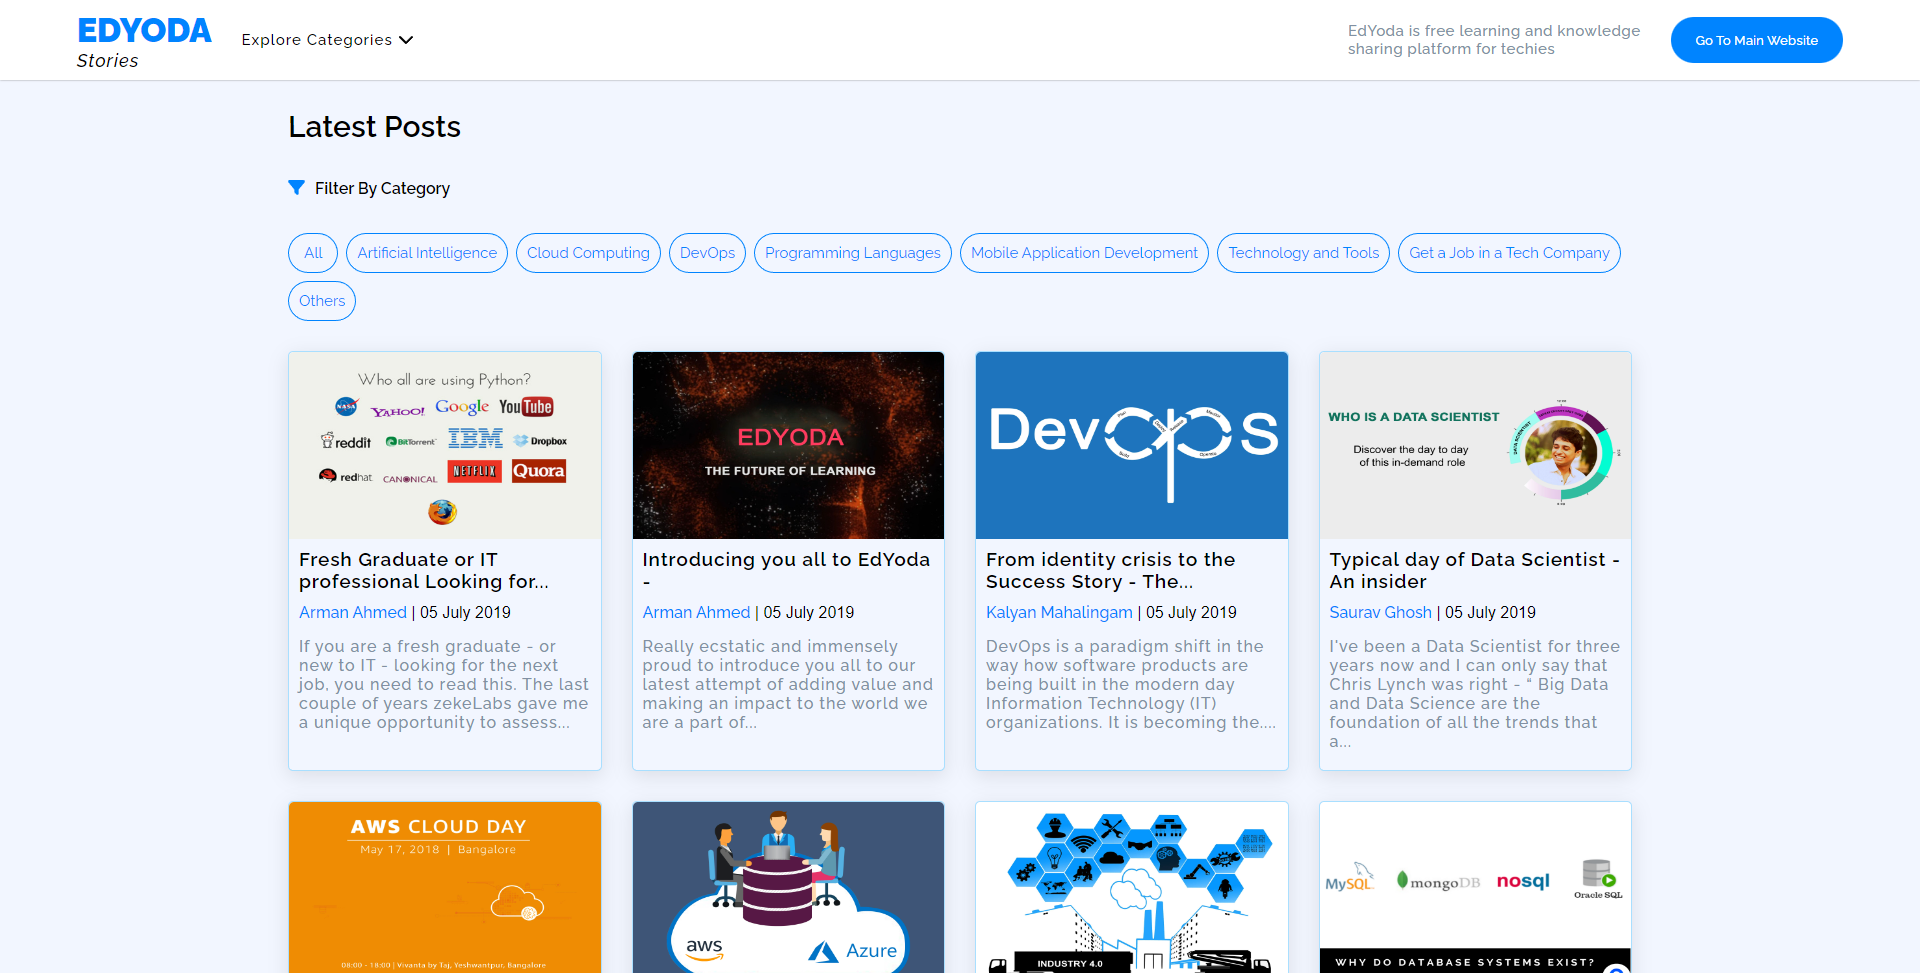 EDYODA
Stories
Explore Categories
EdYoda is free learning and knowledge
sharing platform for techies
Go To Main Website
Latest Posts
Filter By Category
All
Artificial Intelligence
Cloud Computing
DevOps
Programming Languages
Mobile Application Development
Technology and Tools
Get a Job in a Tech Company
Others
Who all are using Python?
NASA
YAHOO!
Google
YouTube
reddit
BitTorrent
IBM
Dropbox
redhat
CANONICAL
NETFLIX
Quora
Fresh Graduate or IT
professional Looking for...
Arman Ahmed | 05 July 2019
If you are a fresh graduate - or
new to IT - looking for the next
job, you need to read this. The last
couple of years zekeLabs gave me
a unique opportunity to assess...
EDYODA
THE FUTURE OF LEARNING
Introducing you all to EdYoda
-
Arman Ahmed | 05 July 2019
Really ecstatic and immensely
proud to introduce you all to our
latest attempt of adding value and
making an impact to the world we
are a part of...
DevOps
From identity crisis to the
Success Story - The...
Kalyan Mahalingam | 05 July 2019
DevOps is a paradigm shift in the
way how software products are
being built in the modern day
Information Technology (IT)
organizations. It is becoming the....
WHO IS A DATA SCIENTIST
Discover the day to day
of this in-demand role
Typical day of Data Scientist -
An insider
Saurav Ghosh | 05 July 2019
I've been a Data Scientist for three
years now and I can only say that
Chris Lynch was right - “ Big Data
and Data Science are the
foundation of all the trends that
a...
AWS CLOUD DAY
May 17, 2018 | Bangalore
08:00 - 18:00 | Vivanta by Taj, Yeshwantpur, Bangalore
aws
Azure
INDUSTRY 4.0
MySQL
mongoDB
nosql
Oracle SQL
WHY DO DATABASE SYSTEMS EXIST?